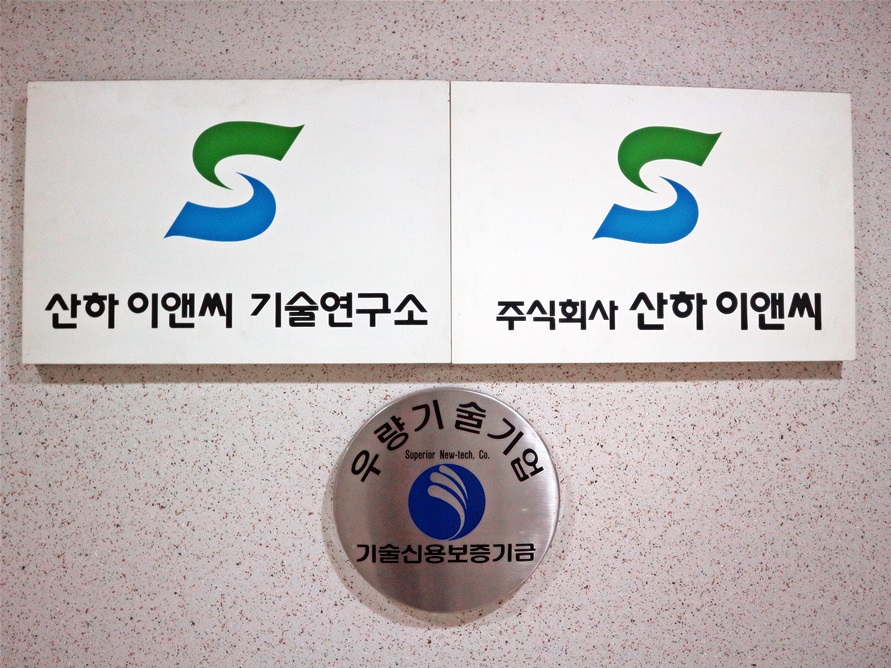 산하 이앤씨 기술연구소
주식회사 산하 이앤씨
우량기술기업
Superior New-tech, Co.
기술신용보증기금